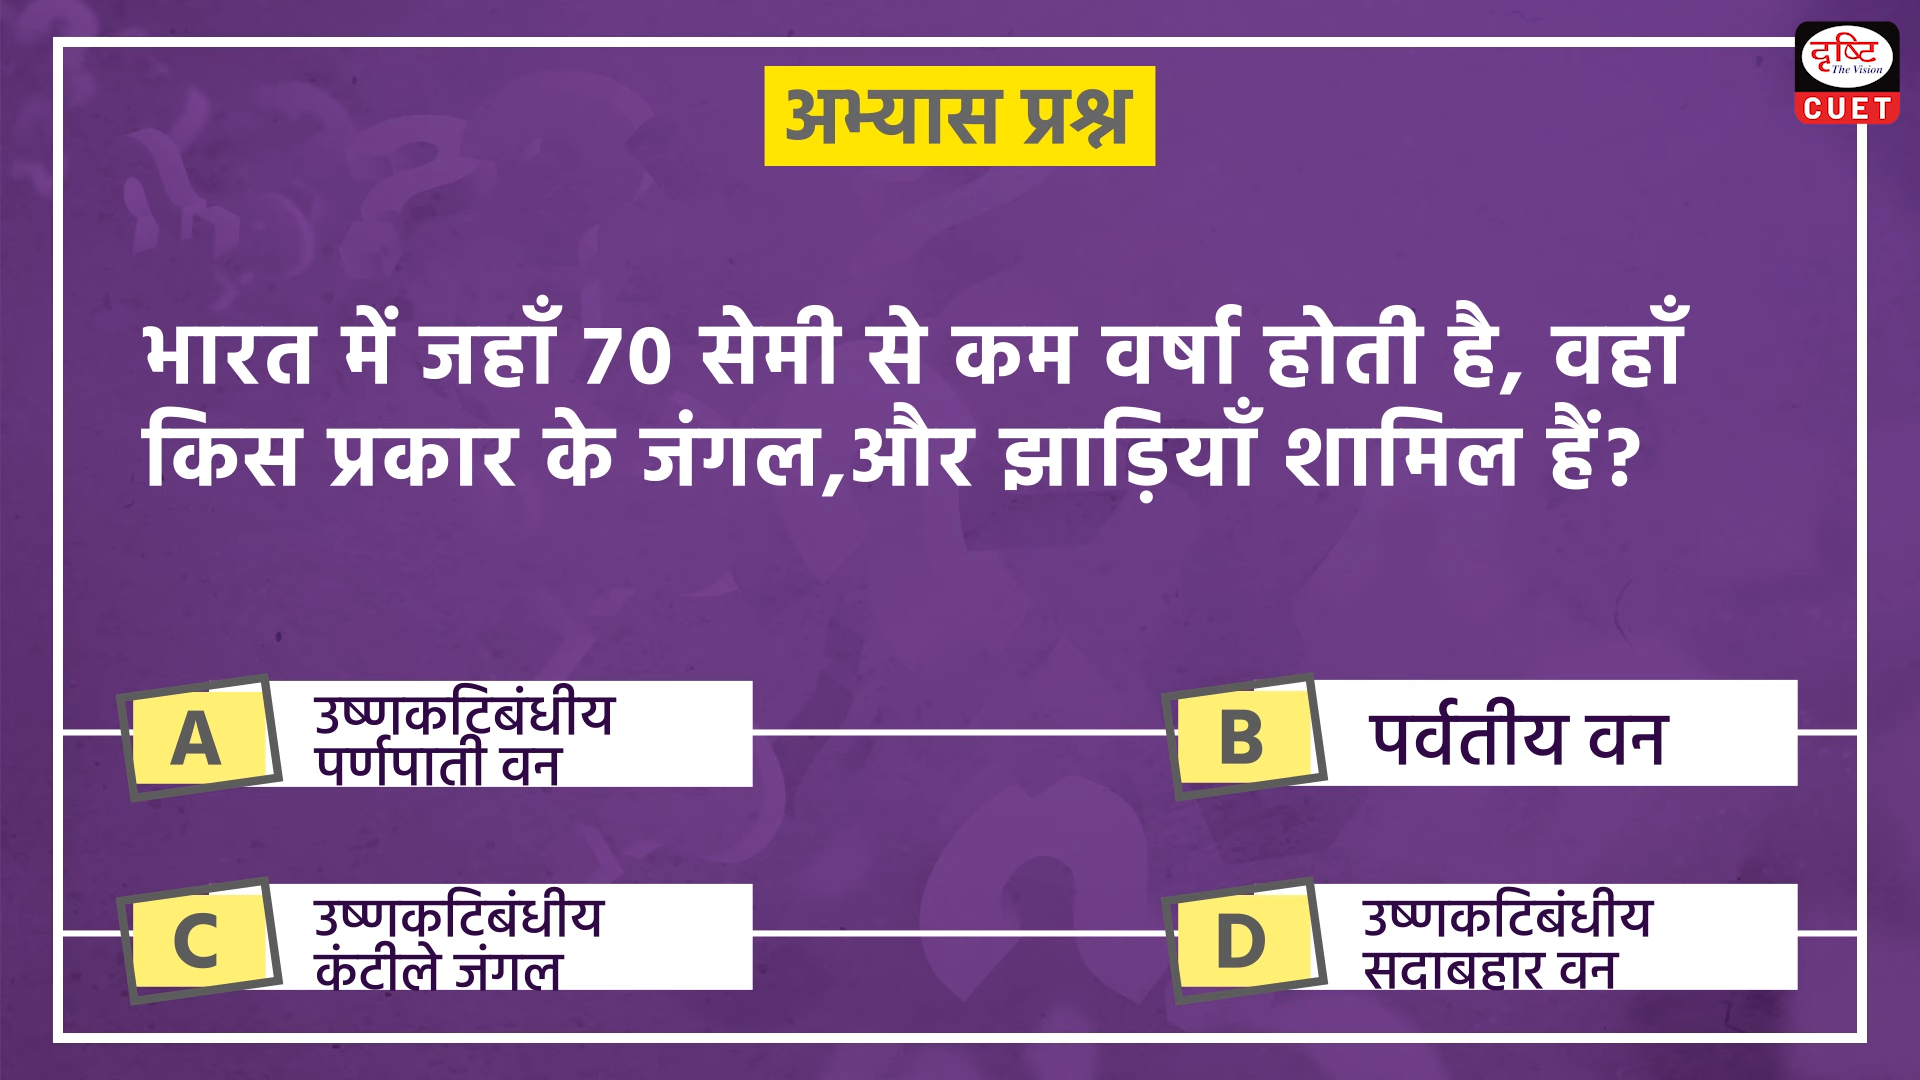 दृष्टि
The Vision
CUET
अभ्यास प्रश्न
भारत में जहाँ 70 सेमी से कम वर्षा होती है, वहाँ
किस प्रकार के जंगल,और झाड़ियाँ शामिल हैं?
A
उष्णकटिबंधीय
पर्णपाती वन
B
पर्वतीय वन
C
उष्णकटिबंधीय
कंटीले जंगल
D
उष्णकटिबंधीय
सदाबहार वन